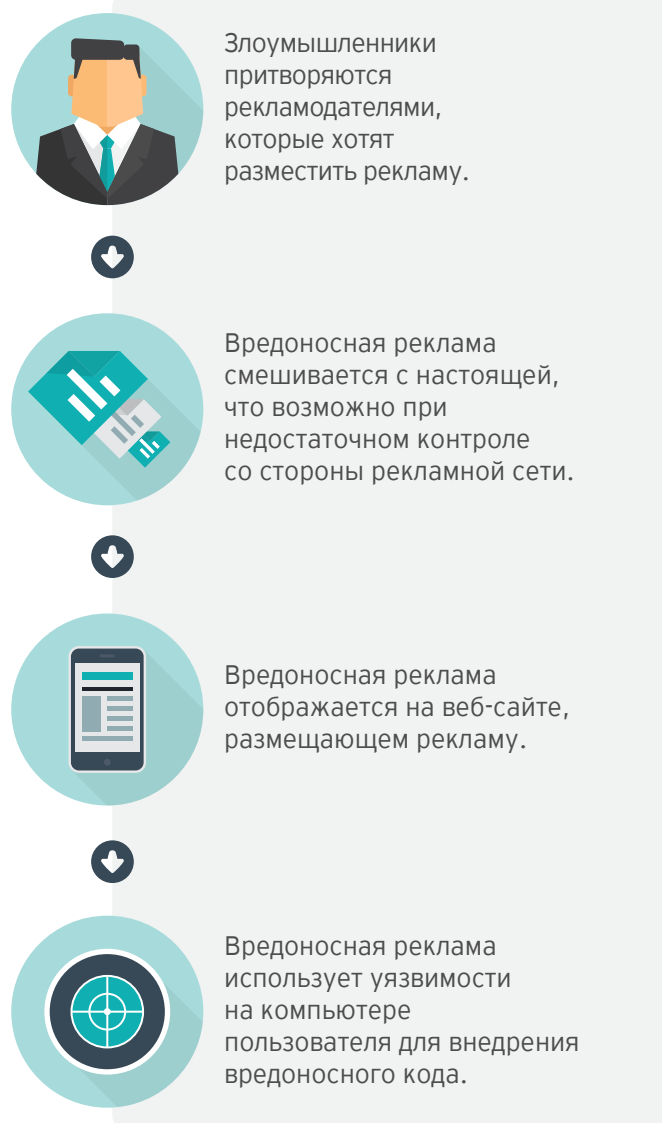 Злоумышленники
притворяются
рекламодателями,
которые хотят
разместить рекламу.
Вредоносная реклама
смешивается с настоящей,
что возможно при
недостаточном контроле
со стороны рекламной сети.
Вредоносная реклама
отображается на веб-сайте,
размещающем рекламу.
Вредоносная реклама
использует уязвимости
на компьютере
пользователя для внедрения
вредоносного кода.